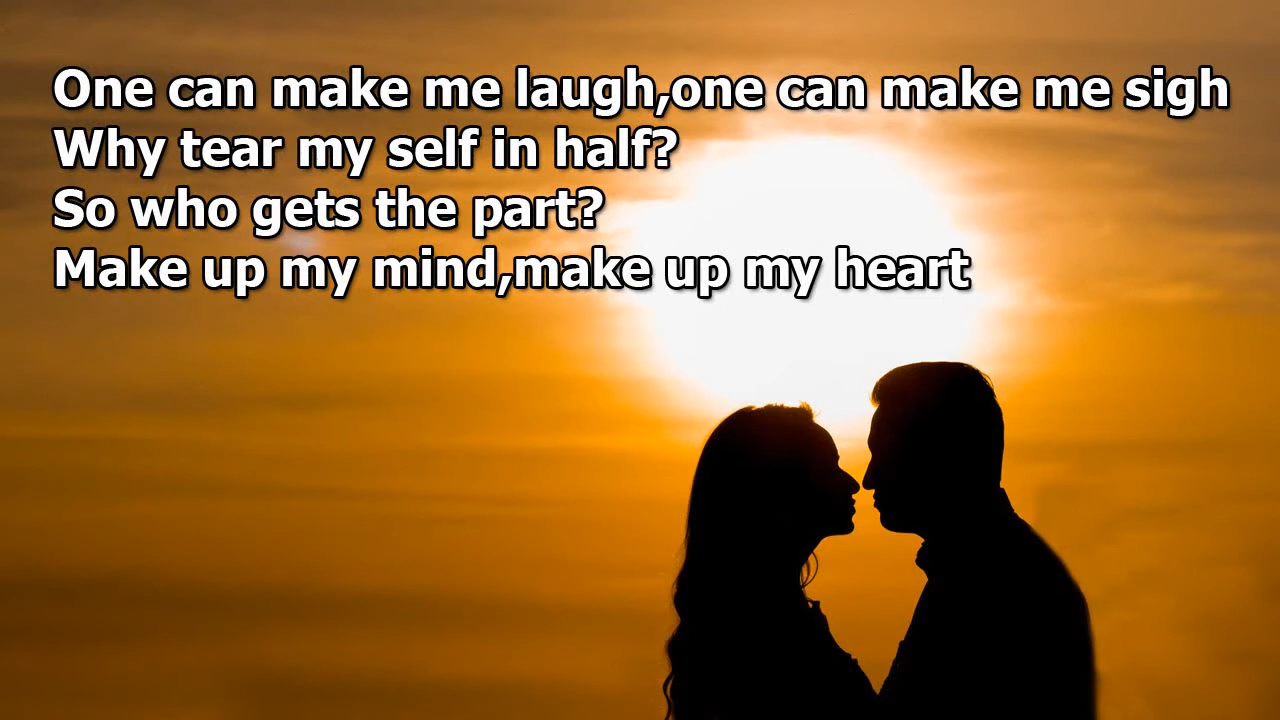 One can make me laugh,one can make me sigh
Why tear my self in half?
So who gets the part?
Make up my mind,make up my heart